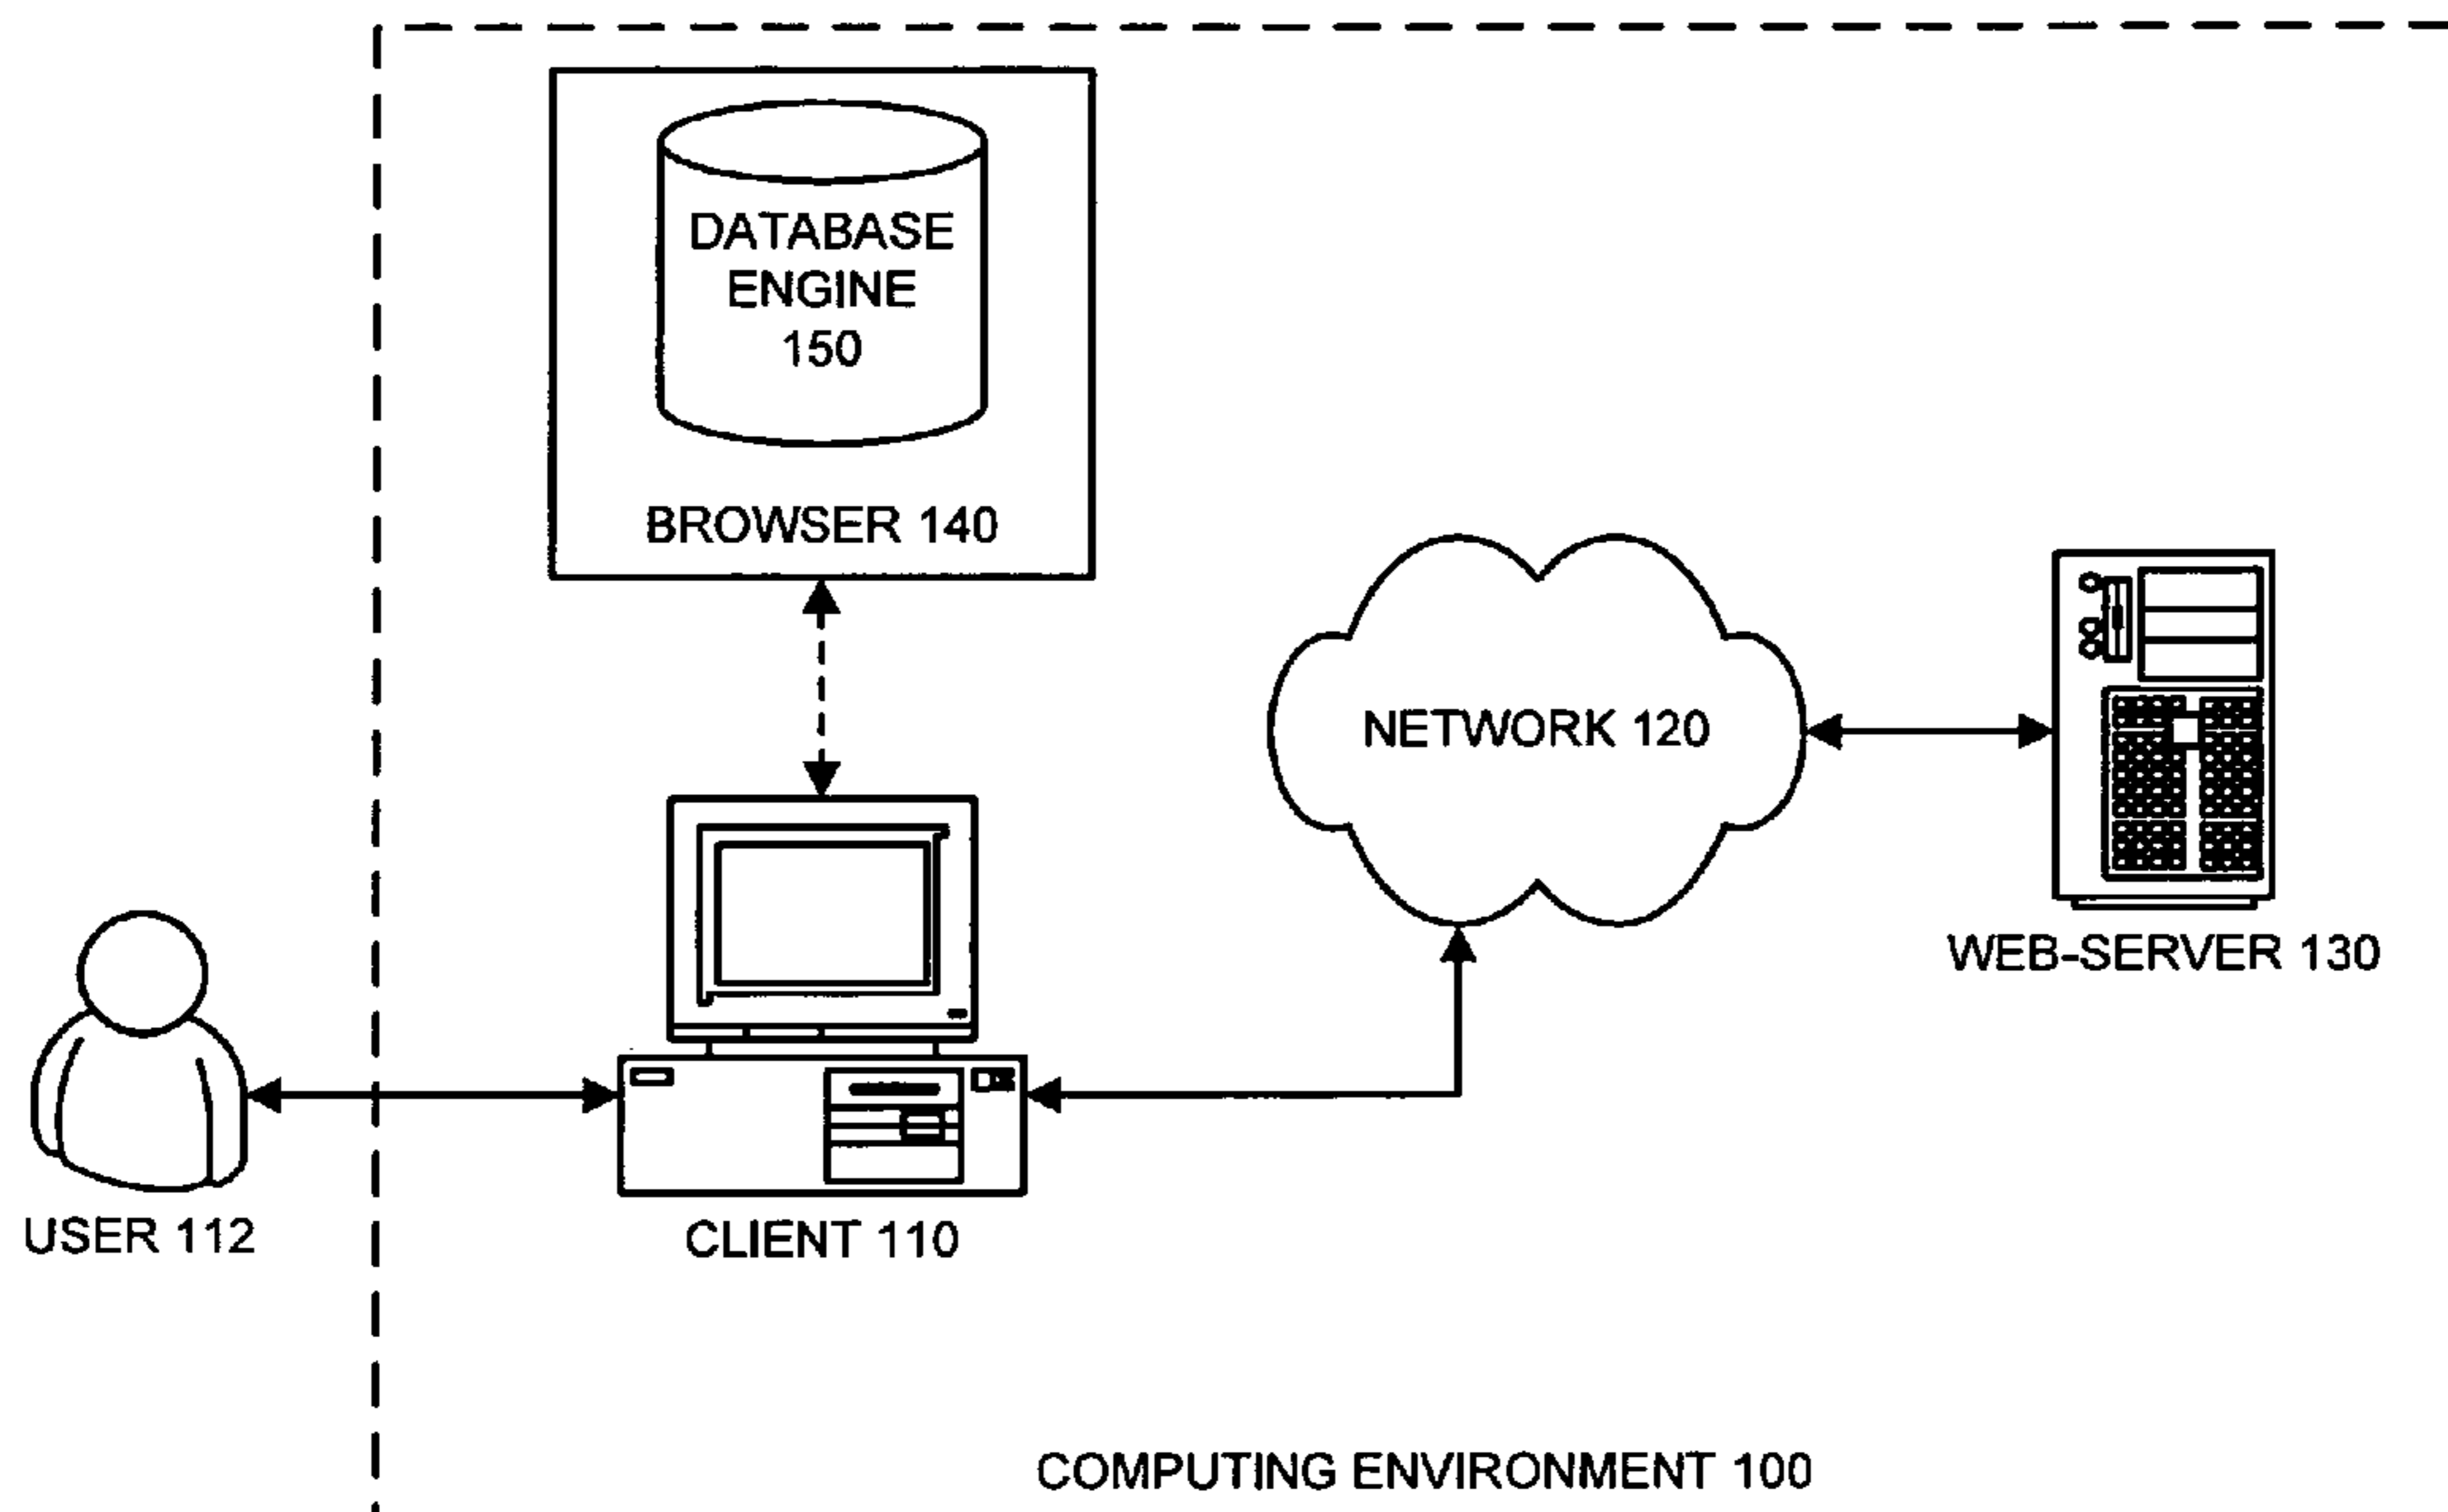 DATABASE
ENGINE
150
BROWSER 140
NETWORK 120
WEB-SERVER 130
USER 112
CLIENT 110
COMPUTING ENVIRONMENT 100